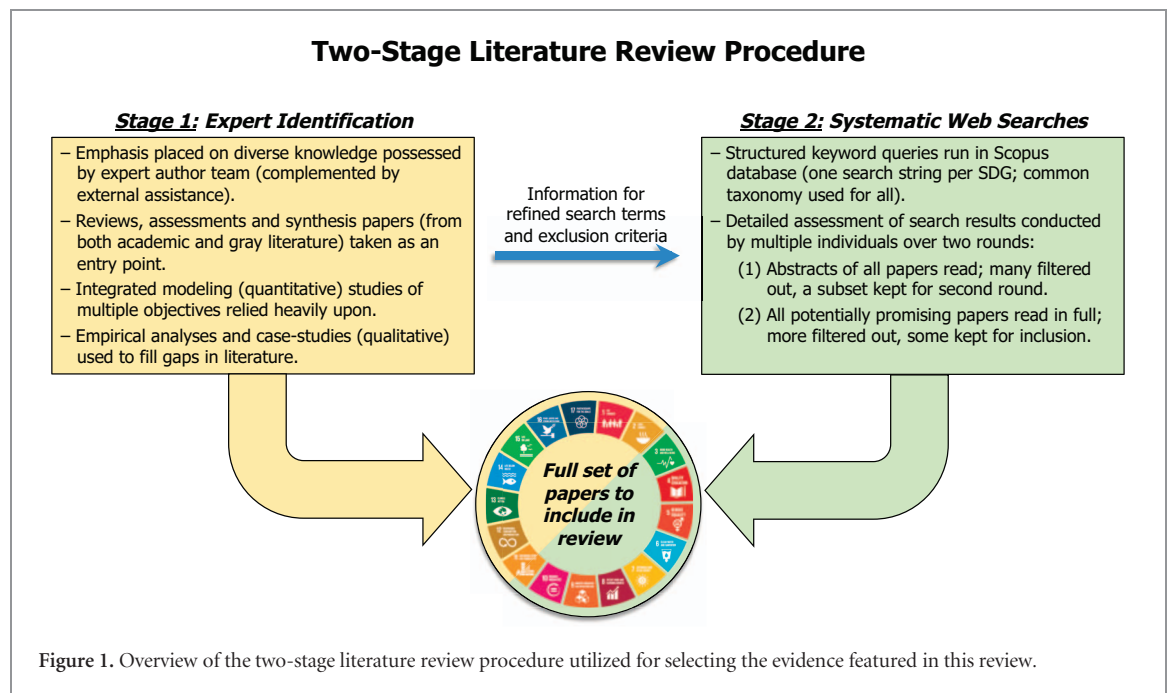 Two-Stage Literature Review Procedure
Stage 1: Expert Identification
– Emphasis placed on diverse knowledge possessed
by expert author team (complemented by
external assistance).
– Reviews, assessments and synthesis papers (from
both academic and gray literature) taken as an
entry point.
– Integrated modeling (quantitative) studies of
multiple objectives relied heavily upon.
– Empirical analyses and case-studies (qualitative)
used to fill gaps in literature.
Information for
refined search terms
and exclusion criteria
Stage 2: Systematic Web Searches
– Structured keyword queries run in Scopus
database (one search string per SDG; common
taxonomy used for all).
– Detailed assessment of search results conducted
by multiple individuals over two rounds:
(1) Abstracts of all papers read; many filtered
out, a subset kept for second round.
(2) All potentially promising papers read in full;
more filtered out, some kept for inclusion.
Full set of
papers to
include in
review
Figure 1. Overview of the two-stage literature review procedure utilized for selecting the evidence featured in this review.